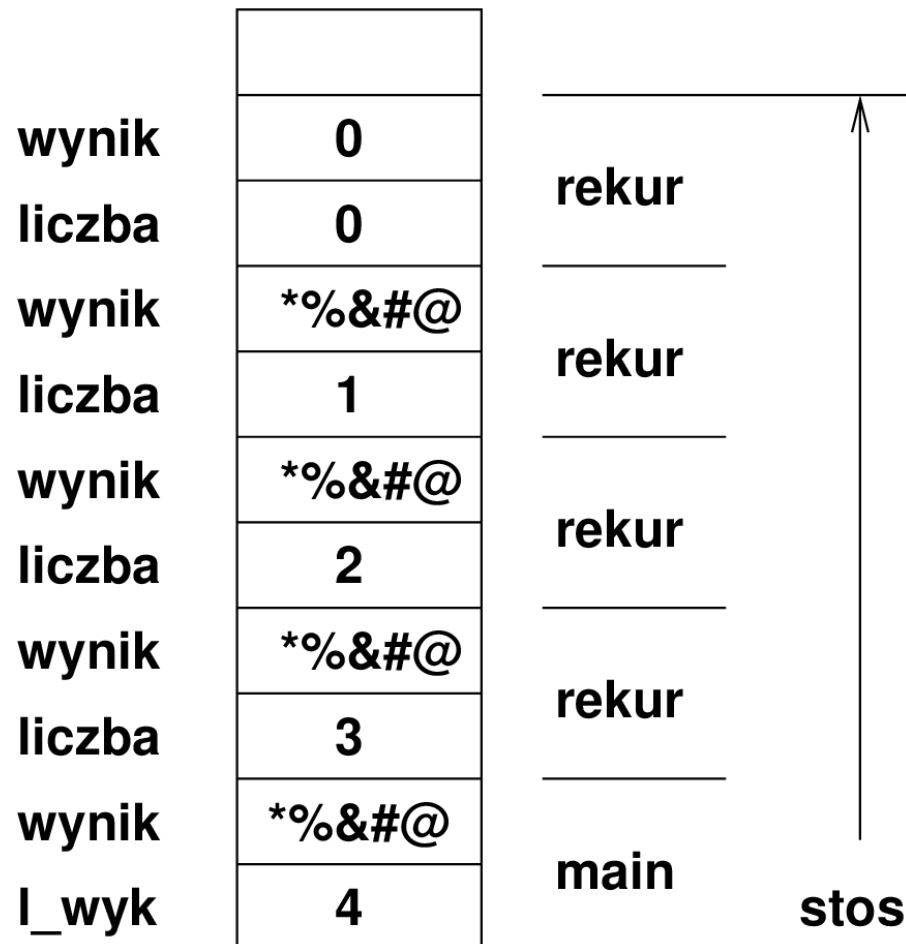 wynik 0
rekur
liczba 0
wynik *%&#@
rekur
liczba 1
wynik *%&#@
rekur
liczba 2
wynik *%&#@
rekur
liczba 3
wynik *%&#@
main
l_wyk 4 stos